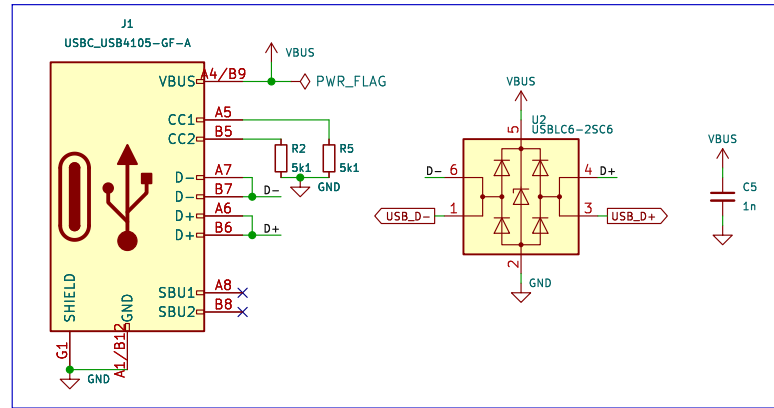 J1
USBC_USB4105-GF-A
VBUS
A4/B9
VBUS
PWR_FLAG
CC1
A5
CC2
B5
R2
5k1
R5
5k1
GND
D-
A7
D-
B7
D-
D+
A6
D+
B6
D+
SBU1
A8
SBU2
B8
SHIELD
GND
G1
A1/B12
GND
VBUS
U2
USBLC6-2SC6
5
D-
6
4
D+
USB_D-
1
3
USB_D+
2
GND
VBUS
C5
1n